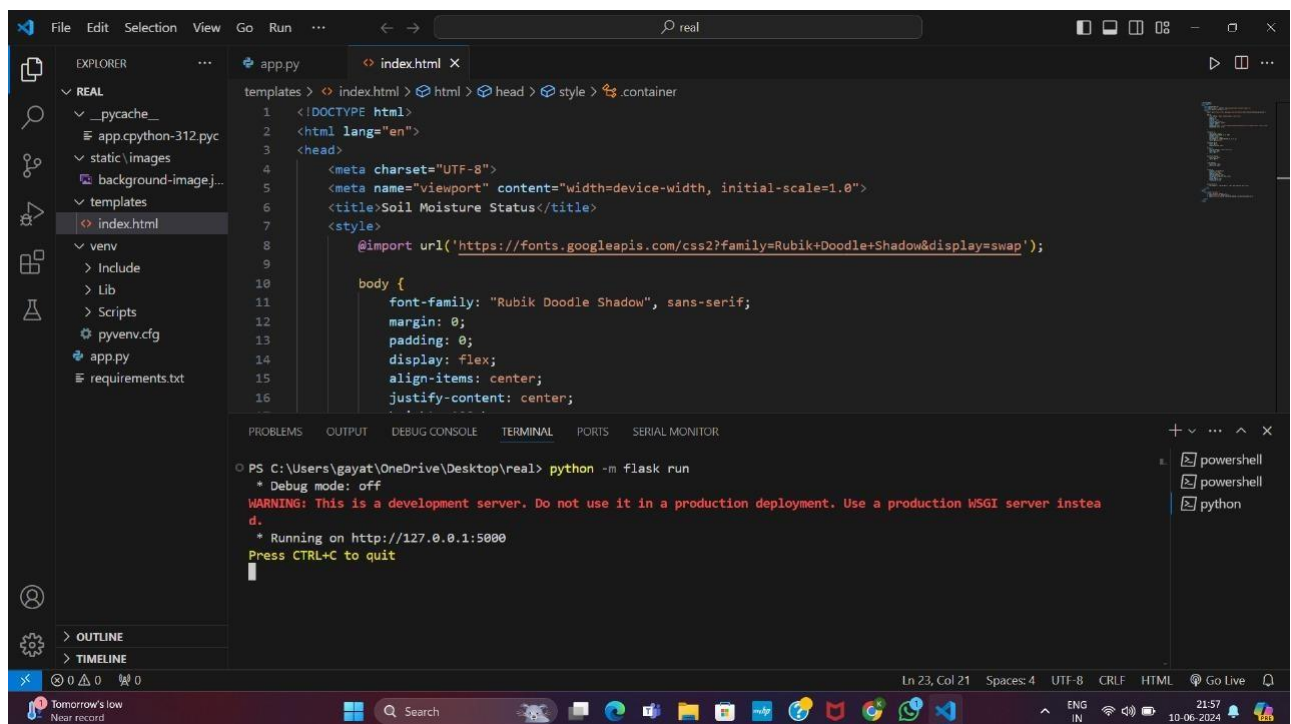 File Edit Selection View Go Run ··· ← → real
EXPLORER ···
REAL
__pycache__
app.cpython-312.pyc
static\images
background-image.j...
templates
index.html
venv
Include
Lib
Scripts
pyvenv.cfg
app.py
requirements.txt
OUTLINE
TIMELINE
app.py index.html
templates > index.html > html > head > style > .container
1 <!DOCTYPE html>
2 <html lang="en">
3 <head>
4 <meta charset="UTF-8">
5 <meta name="viewport" content="width=device-width, initial-scale=1.0">
6 <title>Soil Moisture Status</title>
7 <style>
8 @import url('https://fonts.googleapis.com/css2?family=Rubik+Doodle+Shadow&display=swap');
9
10 body {
11 font-family: "Rubik Doodle Shadow", sans-serif;
12 margin: 0;
13 padding: 0;
14 display: flex;
15 align-items: center;
16 justify-content: center;
PROBLEMS OUTPUT DEBUG CONSOLE TERMINAL PORTS SERIAL MONITOR
PS C:\Users\gayat\OneDrive\Desktop\real> python -m flask run
* Debug mode: off
WARNING: This is a development server. Do not use it in a production deployment. Use a production WSGI server instea
d.
* Running on http://127.0.0.1:5000
Press CTRL+C to quit
powershell
powershell
python
0 0 0 Ln 23, Col 21 Spaces: 4 UTF-8 CRLF HTML Go Live
Tomorrow's low
Near record
Search
ENG
IN
21:57
10-06-2024